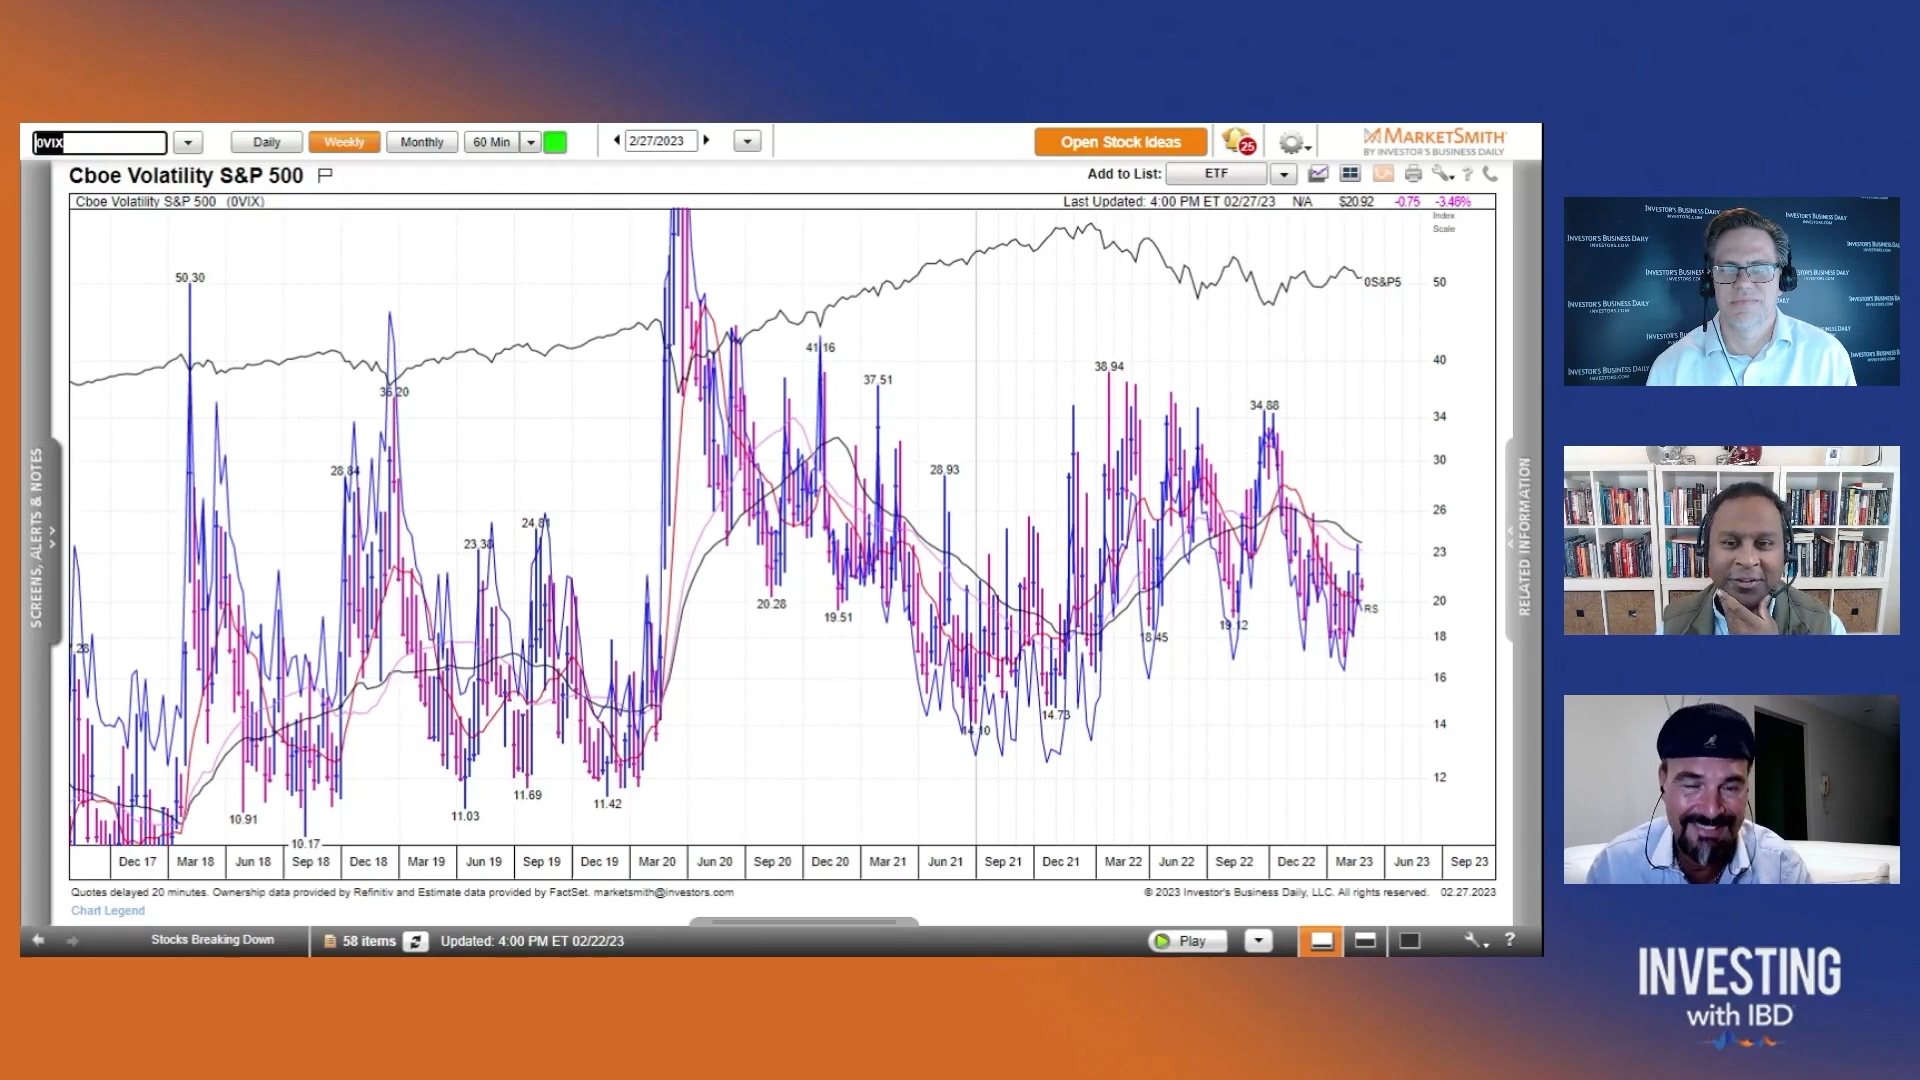 0VIX
Daily
Weekly
Monthly
60 Min
2/27/2023
Open Stock Ideas
25
MARKETSMITH
BY INVESTOR'S BUSINESS DAILY
Cboe Volatility S&P 500
Add to List:
ETF
Cboe Volatility S&P 500 (0VIX)
Last Updated: 4:00 PM ET 02/27/23 N/A $20.92 -0.75 -3.46%
Index
Scale
50.30
0S&P5
50
41.16
40
38.94
37.51
36.20
34.88
34
28.84
28.93
30
24.81
26
23.38
23
20.28
19.51
19.12
20
RS
18.45
18
.28
16
14.73
14.10
14
12
11.69
11.42
11.03
10.91
10.17
Dec 17 Mar 18 Jun 18 Sep 18 Dec 18 Mar 19 Jun 19 Sep 19 Dec 19 Mar 20 Jun 20 Sep 20 Dec 20 Mar 21 Jun 21 Sep 21 Dec 21 Mar 22 Jun 22 Sep 22 Dec 22 Mar 23 Jun 23 Sep 23
Quotes delayed 20 minutes. Ownership data provided by Refinitiv and Estimate data provided by FactSet. marketsmith@investors.com
© 2023 Investor's Business Daily, LLC. All rights reserved. 02.27.2023
Chart Legend
SCREENS, ALERTS & NOTES
RELATED INFORMATION
Stocks Breaking Down
58 items
Updated: 4:00 PM ET 02/22/23
Play
?
INVESTOR'S BUSINESS DAILY
INVESTORS.COM
INVESTING
with IBD